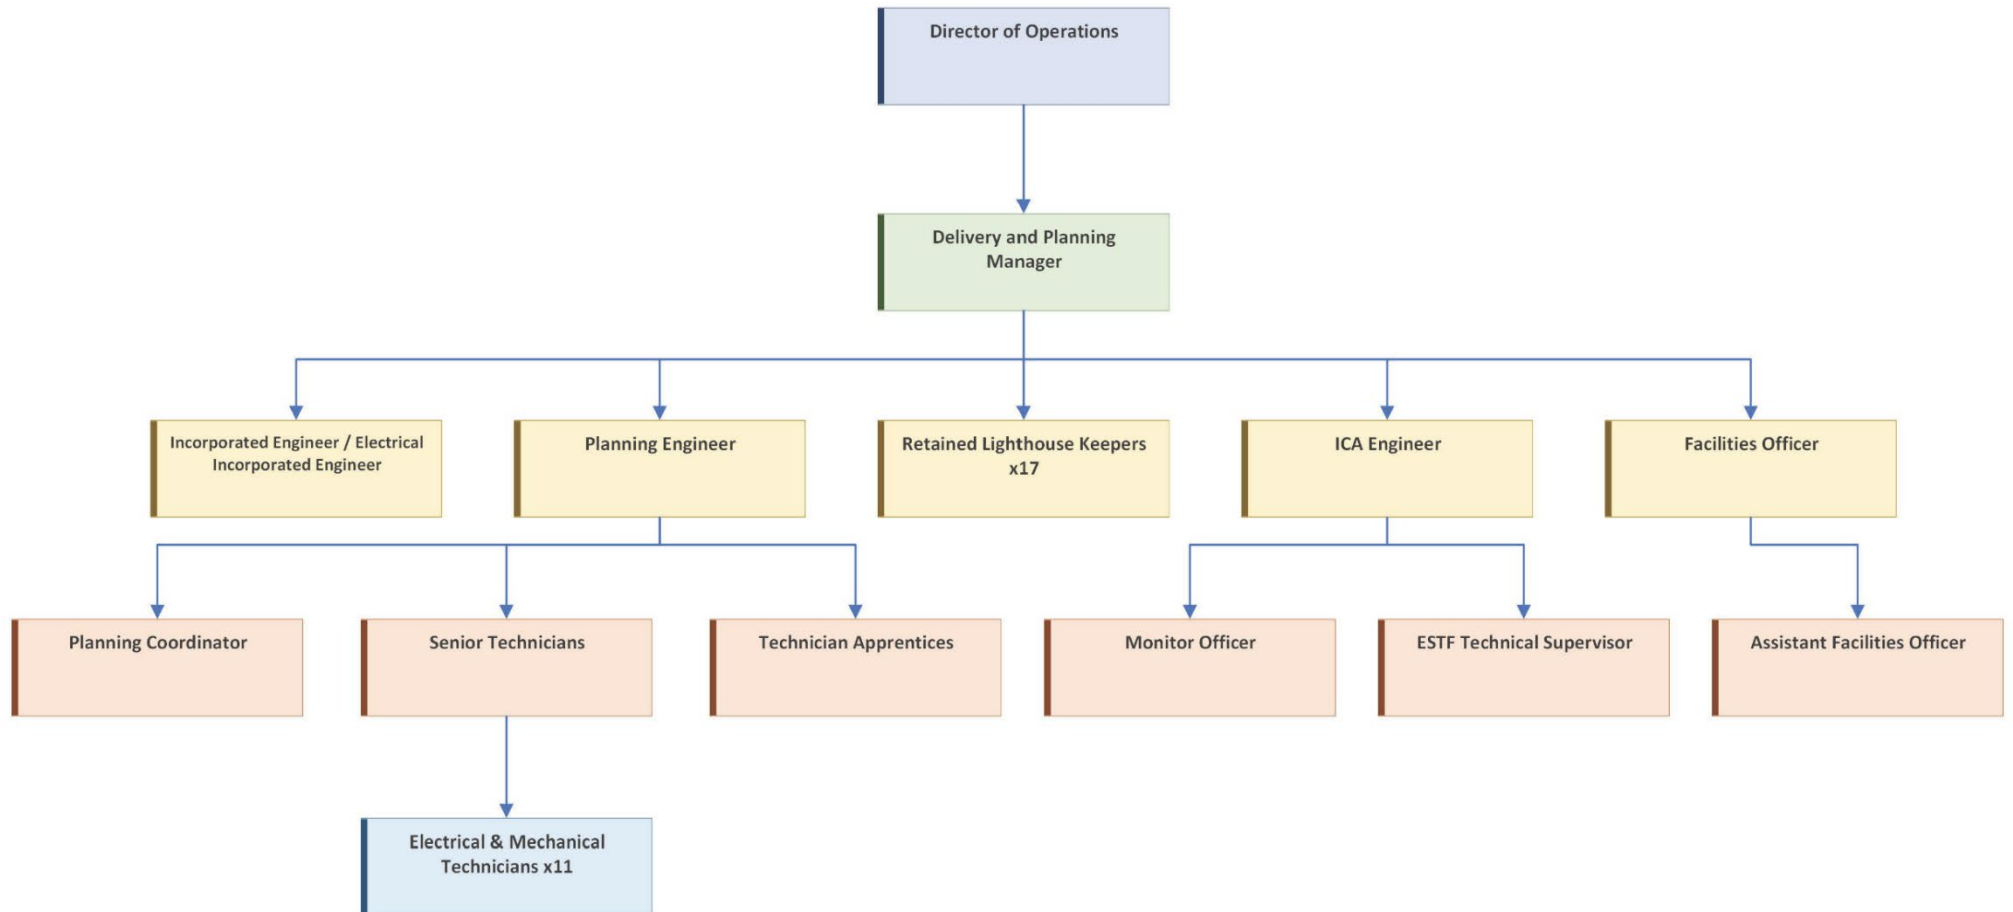 Director of Operations
Delivery and Planning
Manager
Incorporated Engineer / Electrical
Incorporated Engineer
Planning Engineer
Retained Lighthouse Keepers
x17
ICA Engineer
Facilities Officer
Planning Coordinator
Senior Technicians
Technician Apprentices
Monitor Officer
ESTF Technical Supervisor
Assistant Facilities Officer
Electrical & Mechanical
Technicians x11